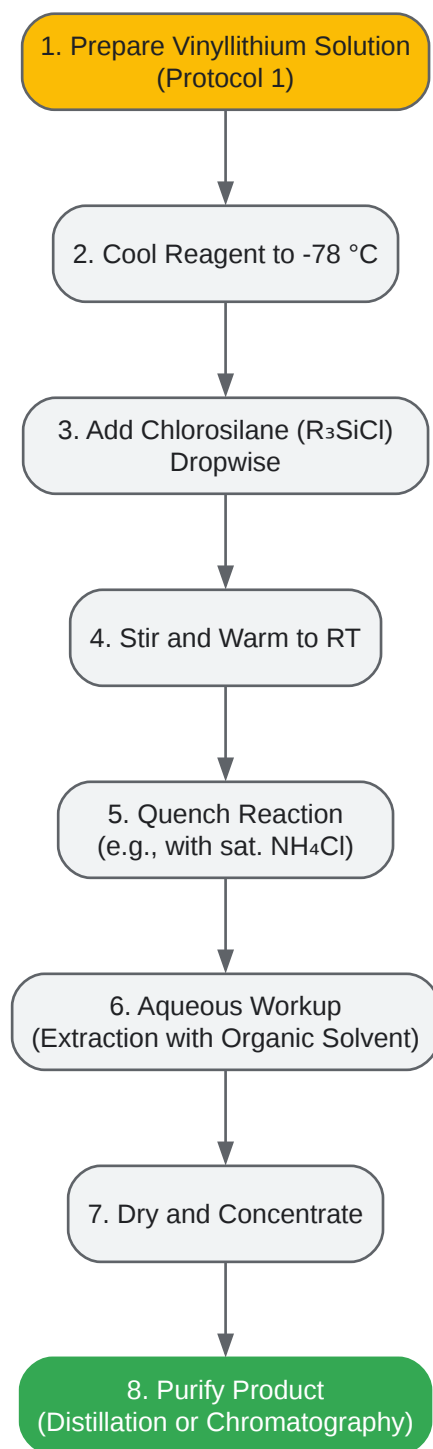 1. Prepare Vinyllithium Solution
(Protocol 1)
2. Cool Reagent to -78 °C
3. Add Chlorosilane (R₃SiCl)
Dropwise
4. Stir and Warm to RT
5. Quench Reaction
(e.g., with sat. NH₄Cl)
6. Aqueous Workup
(Extraction with Organic Solvent)
7. Dry and Concentrate
8. Purify Product
(Distillation or Chromatography)